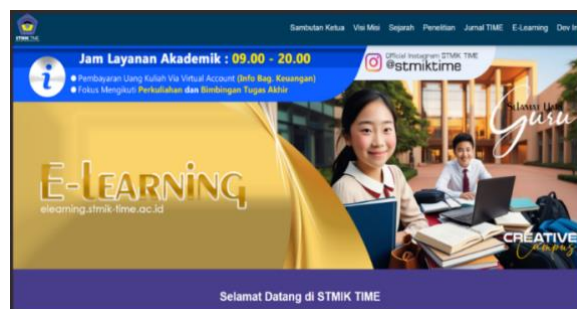 STMIK TIME
Sambutan Ketua Visi Misi Sejarah Penelitian Jurnal TIME E-Learning Dev In
Jam Layanan Akademik : 09.00 - 20.00
Pembayaran Uang Kuliah Via Virtual Account (Info Bag. Keuangan)
Fokus Mengikuti Perkuliahan dan Bimbingan Tugas Akhir
Official Instagram STMIK TIME
@stmiktime
Selamat Hari
Guru
E-LEARNING
elearning.stmik-time.ac.id
CREATIVE
Campus
Selamat Datang di STMIK TIME